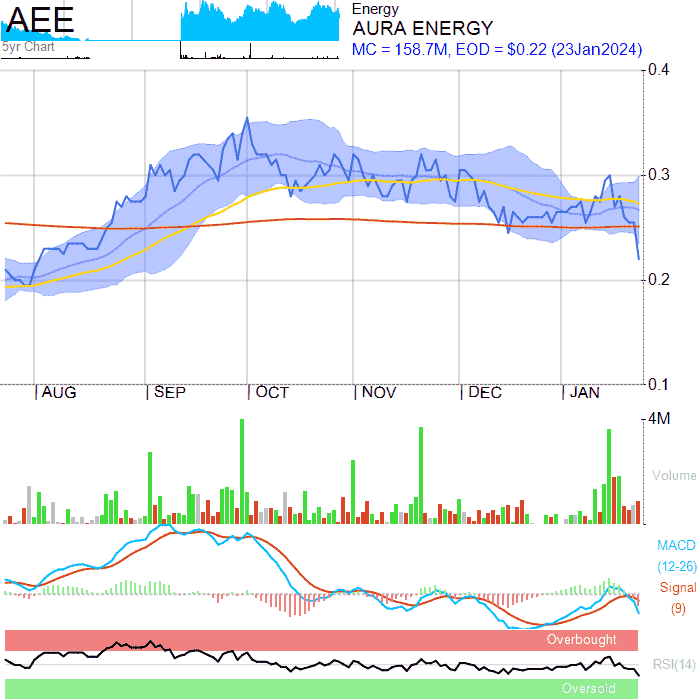 AEE
5yr Chart
Energy
AURA ENERGY
MC = 158.7M, EOD = $0.22 (23Jan2024)
0.4
0.3
0.2
0.1
AUG SEP OCT NOV DEC JAN
4M
Volume
MACD
(12-26)
Signal
(9)
Overbought
RSI(14)
Oversold